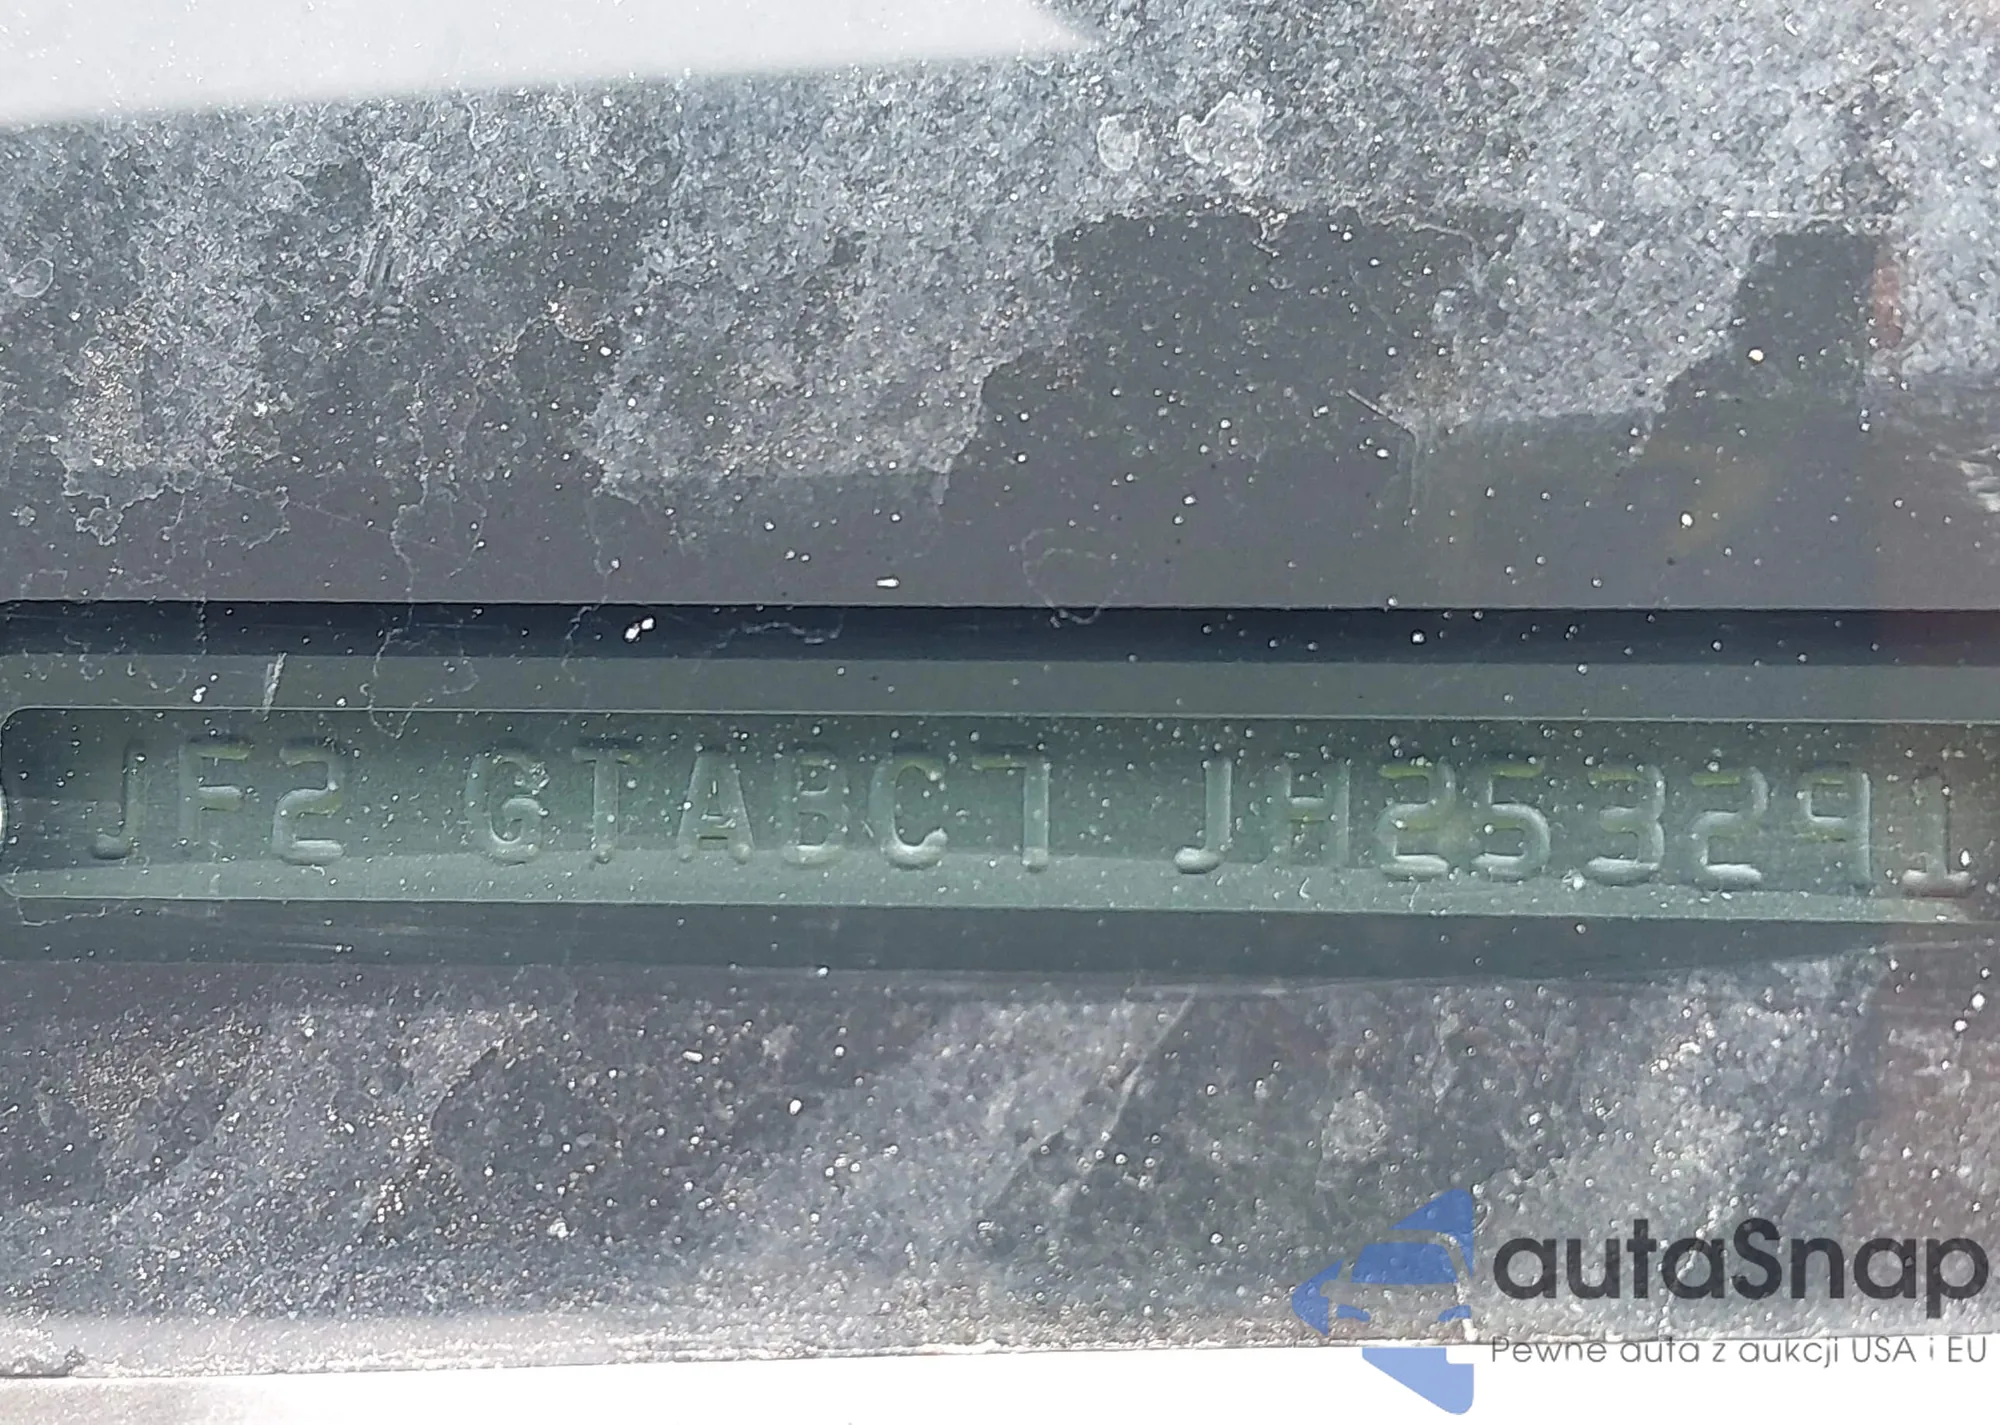 JF2 GTABC7 JH253291
autaSnap
Pewne auta z aukcji USA i EU